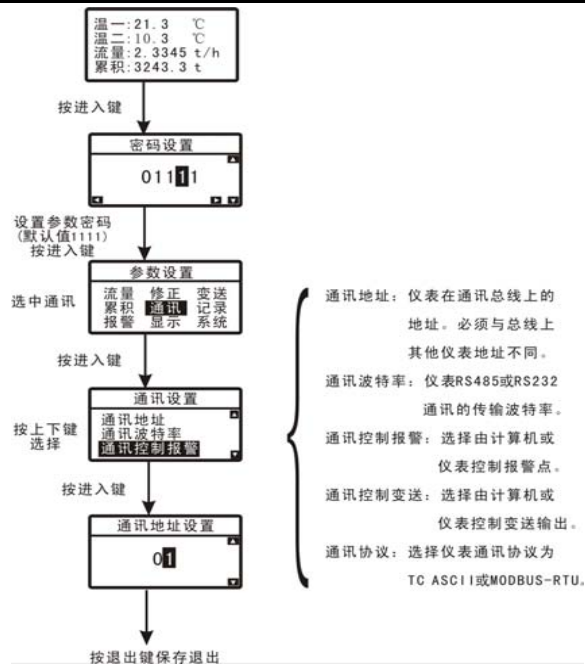 温一:21.3 ℃
温二:10.3 ℃
流量:2.3345 t/h
累积:3243.3 t
按进入键
密码设置
01111
设置参数密码
(默认值1111)
按进入键
参数设置
流量 修正 变送
选中通讯
累积 通讯 记录
报警 显示 系统
按进入键
通讯设置
通讯地址
按上下键
选择
通讯波特率
通讯控制报警
按进入键
通讯地址设置
01
按退出键保存退出
通讯地址：仪表在通讯总线上的
地址。必须与总线上
其他仪表地址不同。
通讯波特率：仪表RS485或RS232
通讯的传输波特率。
通讯控制报警：选择由计算机或
仪表控制报警点。
通讯控制变送：选择由计算机或
仪表控制变送输出。
通讯协议：选择仪表通讯协议为
TC ASCII或MODBUS-RTU。